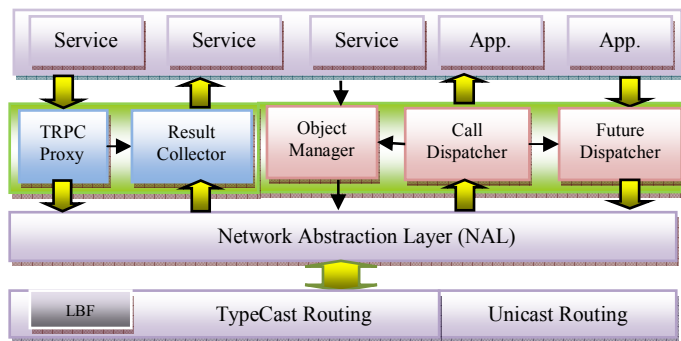 Service Service Service App. App.
TRPC Proxy
Result Collector
Object Manager
Call Dispatcher
Future Dispatcher
Network Abstraction Layer (NAL)
LBF TypeCast Routing Unicast Routing